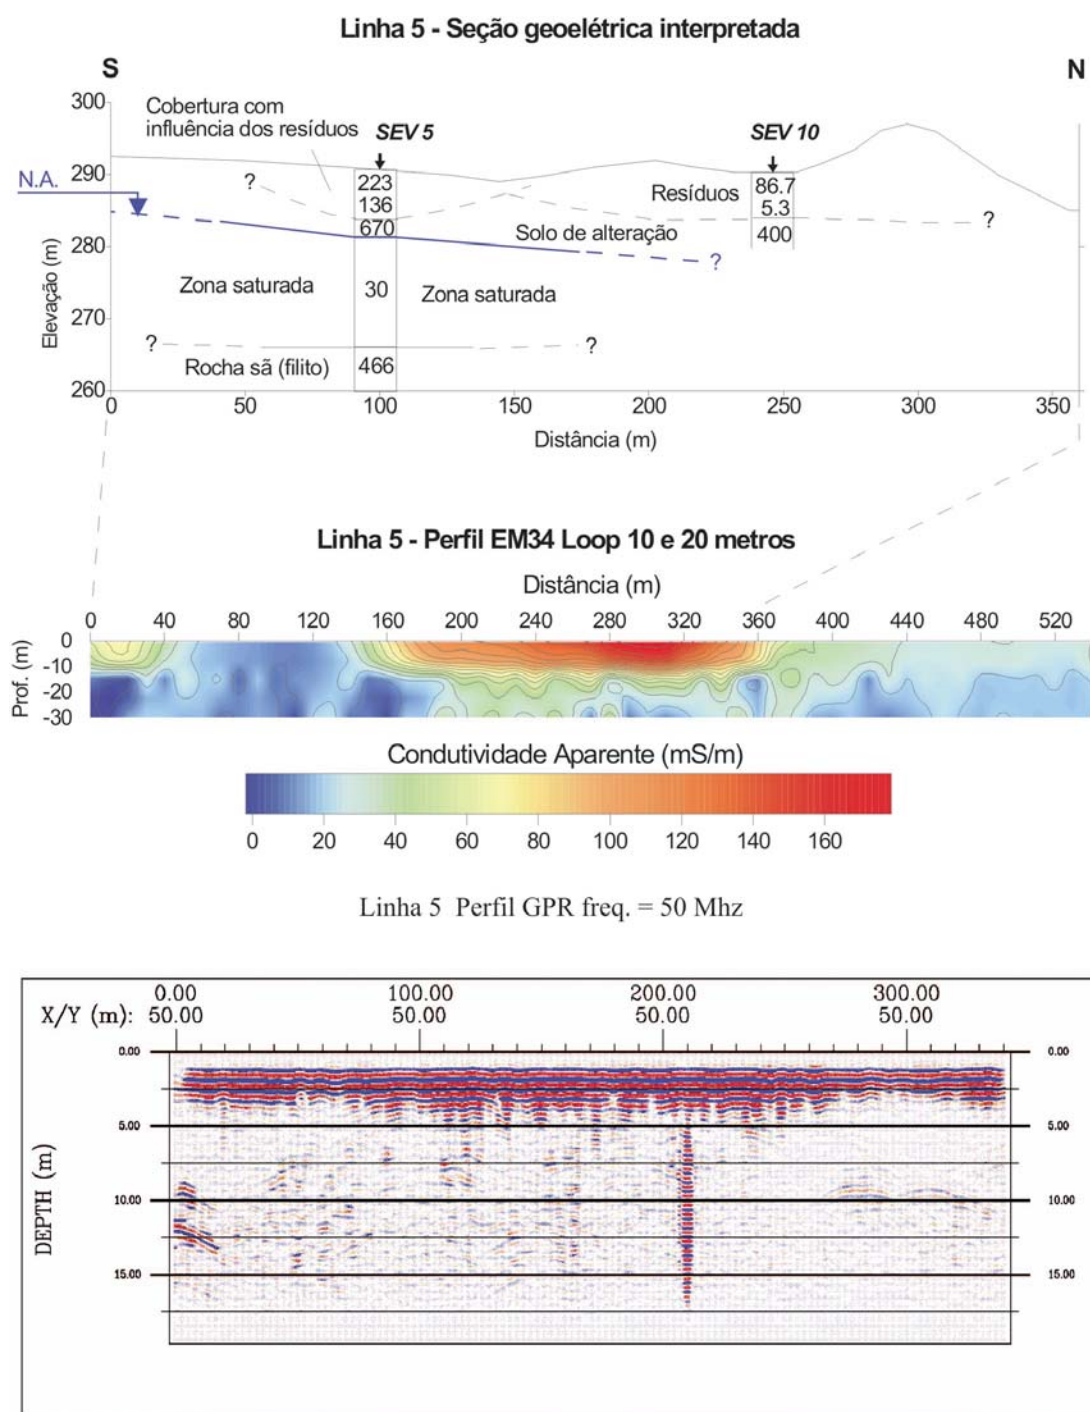 Linha 5 - Seção geoelétrica interpretada
S
N
300
290
280
270
260
Elevação (m)
Cobertura com
influência dos resíduos
SEV 5
SEV 10
N.A.
?
223
136
670
30
466
Resíduos
86.7
5.3
400
Solo de alteração
?
?
Zona saturada
Zona saturada
?
?
Rocha sã (filito)
0 50 100 150 200 250 300 350
Distância (m)
Linha 5 - Perfil EM34 Loop 10 e 20 metros
Distância (m)
0 40 80 120 160 200 240 280 320 360 400 440 480 520
Prof. (m)
0
-10
-20
-30
Condutividade Aparente (mS/m)
0 20 40 60 80 100 120 140 160
Linha 5 Perfil GPR freq. = 50 Mhz
0.00 100.00 200.00 300.00
X/Y (m): 50.00 50.00 50.00 50.00
DEPTH (m)
0.00 0.00
5.00 5.00
10.00 10.00
15.00 15.00